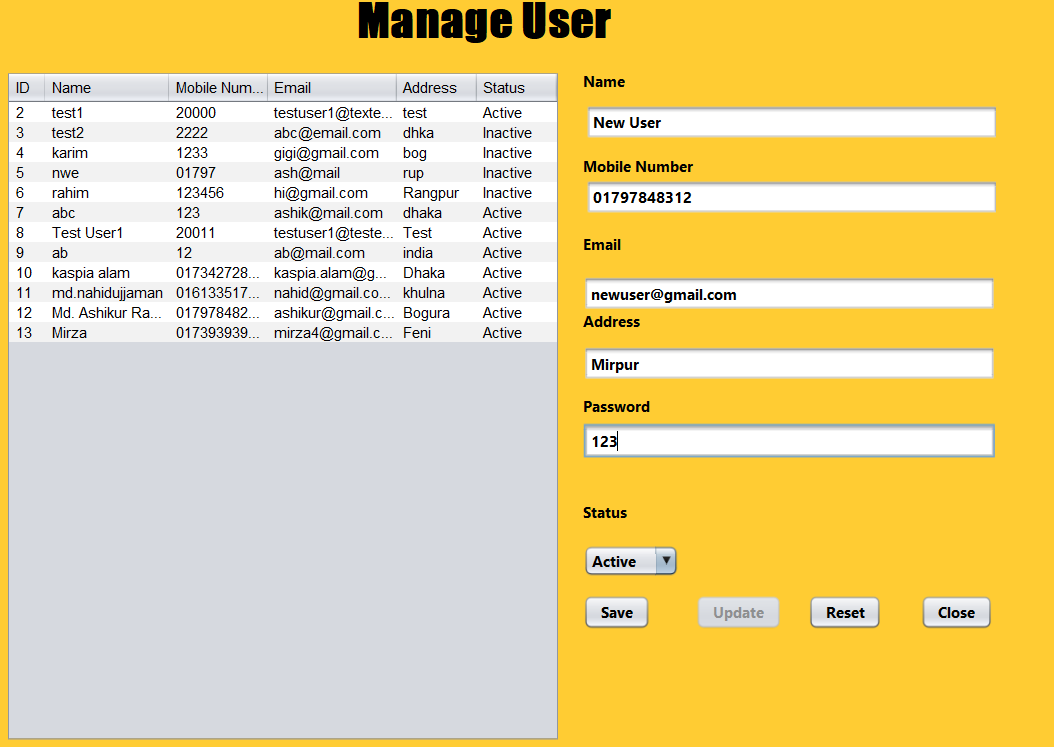 Manage User
ID Name Mobile Num... Email Address Status
2 test1 20000 testuser1@texte... test Active
3 test2 2222 abc@email.com dhka Inactive
4 karim 1233 gigi@gmail.com bog Inactive
5 nwe 01797 ash@mail rup Inactive
6 rahim 123456 hi@gmail.com Rangpur Inactive
7 abc 123 ashik@mail.com dhaka Active
8 Test User1 20011 testuser1@teste... Test Active
9 ab 12 ab@mail.com india Active
10 kaspia alam 017342728... kaspia.alam@g... Dhaka Active
11 md.nahidujjaman 016133517... nahid@gmail.co... khulna Active
12 Md. Ashikur Ra... 017978482... ashikur@gmail.c... Bogura Active
13 Mirza 017393939... mirza4@gmail.c... Feni Active
Name
New User
Mobile Number
01797848312
Email
newuser@gmail.com
Address
Mirpur
Password
123
Status
Active
Save Update Reset Close